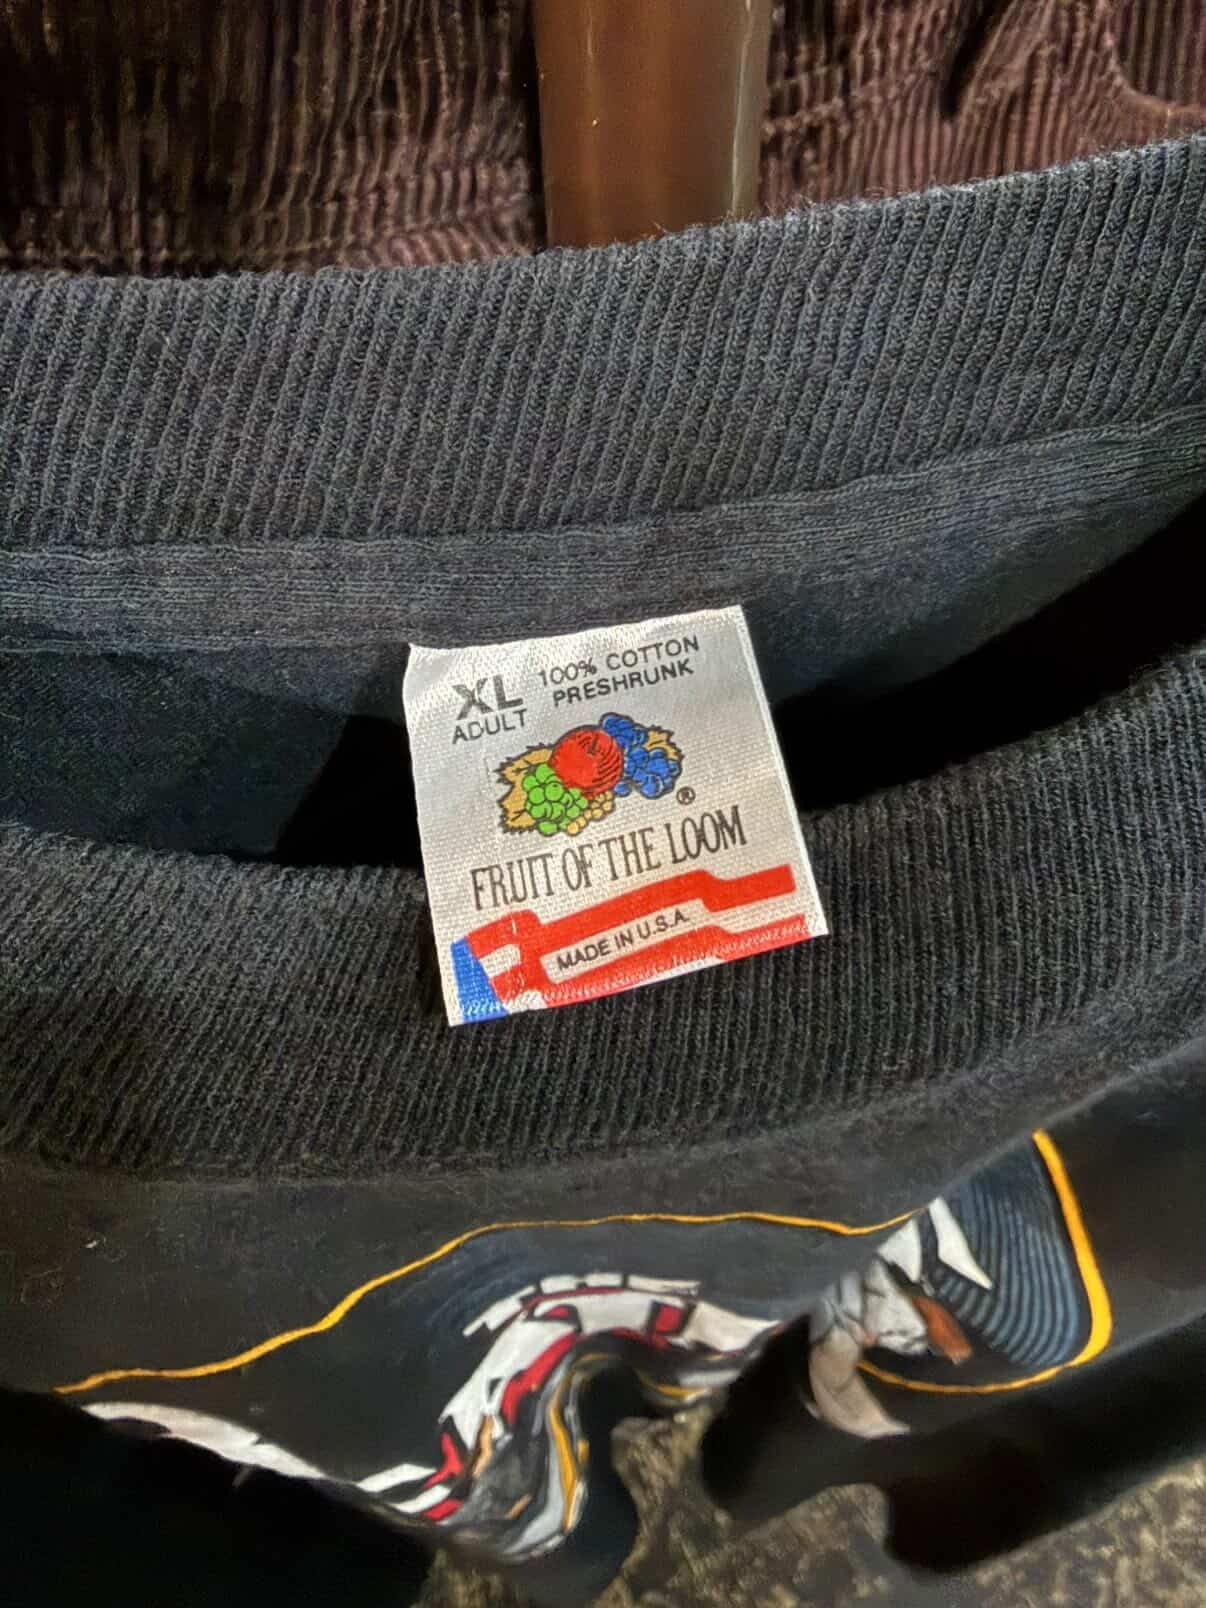 XL
ADULT
100% COTTON
PRESHRUNK
®
FRUIT OF THE LOOM
MADE IN U.S.A.